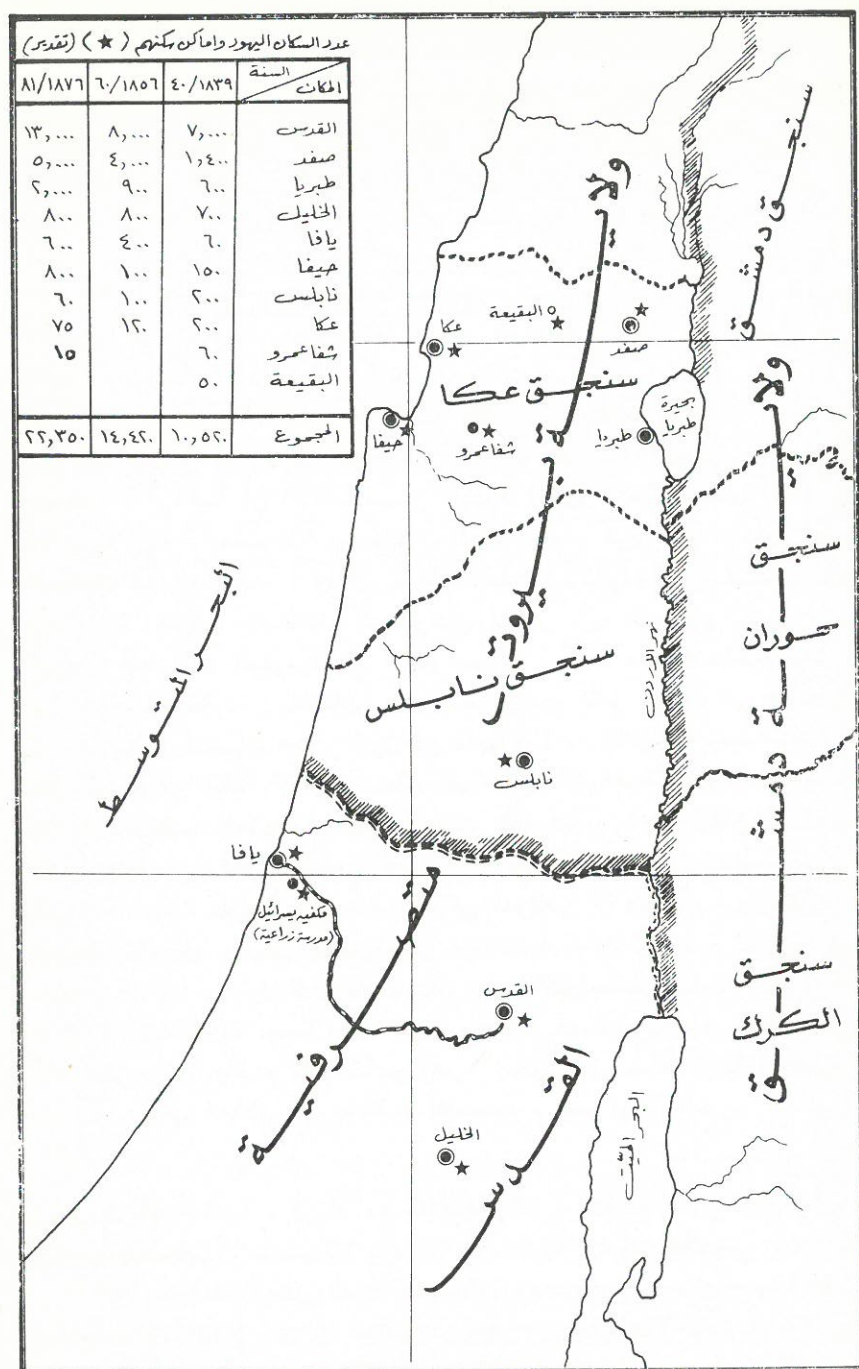 عدد السكان اليهود واماكن سكنهم (★) (تقدير)
السنة
المكان
٤٠/١٨٣٩ ٦٠/١٨٥٦ ٨١/١٨٧٦
القدس ٧,٠٠٠ ٨,٠٠٠ ١٣,٠٠٠
صفد ١,٤٠٠ ٤,٠٠٠ ٥,٠٠٠
طبريا ٦٠٠ ٩٠٠ ٢,٠٠٠
الخليل ٧٠٠ ٨٠٠ ٨٠٠
يافا ٦٠ ٤٠٠ ٦٠٠
حيفا ١٥٠ ١٠٠ ٨٠٠
نابلس ٢٠٠ ١٠٠ ٦٠
عكا ٢٠٠ ١٢٠ ٧٥
شفاعمرو ٦٠ ١٥
البقيعة ٥٠
المجموع ١٠,٥٢٠ ١٤,٤٢٠ ٢٢,٣٥٠
سنجق دمشق
ولاية بيروت
البقيعة
صفد
عكا
سنجق عكا
بحيرة
طبريا
طبريا
شفاعمرو
حيفا
ولاية دمشق
سنجق
حوران
نهر الاردن
البحر المتوسط
سنجق نابلس
نابلس
يافا
مكفيه يسرائيل
(مدرسة زراعية)
متصرفية
القدس
القدس
سنجق
الكرك
الخليل
البحر الميّت